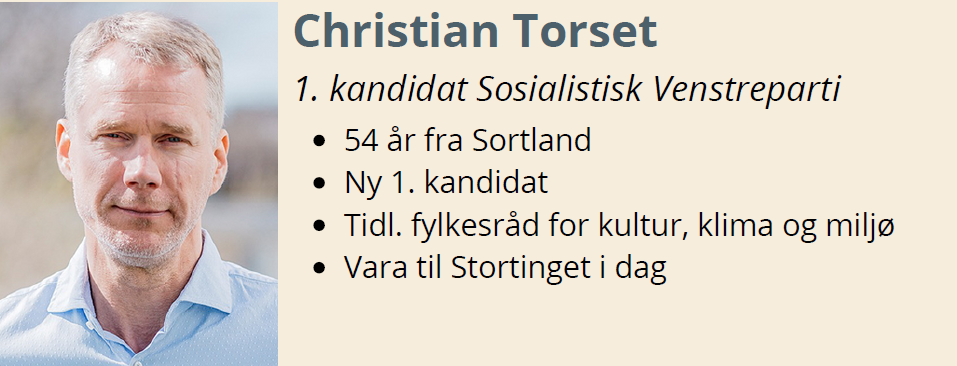 Christian Torset
1. kandidat Sosialistisk Venstreparti
• 54 år fra Sortland
• Ny 1. kandidat
• Tidl. fylkesråd for kultur, klima og miljø
• Vara til Stortinget i dag